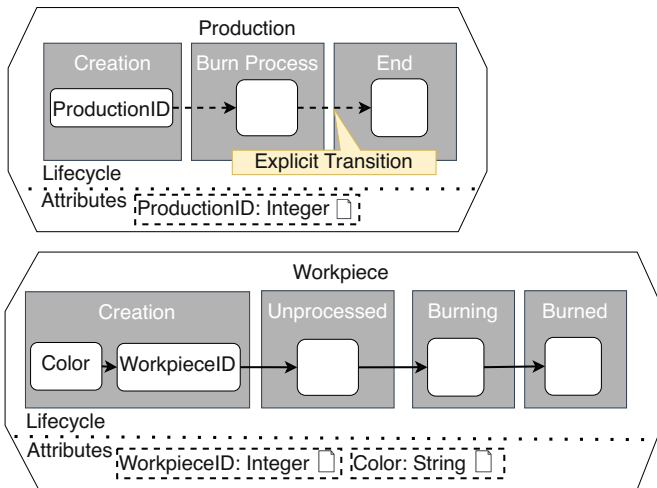 Production
Creation
Burn Process
End
ProductionID
Explicit Transition
Lifecycle
Attributes
ProductionID: Integer
Workpiece
Creation
Unprocessed
Burning
Burned
Color
WorkpieceID
Lifecycle
Attributes
WorkpieceID: Integer
Color: String